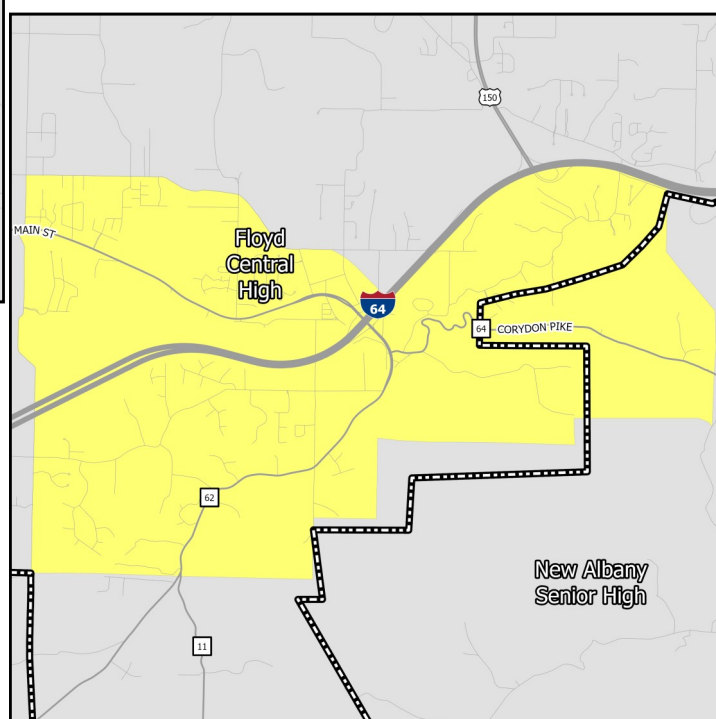 150
MAIN ST
Floyd
Central
High
64
64
CORYDON PIKE
62
New Albany
Senior High
11